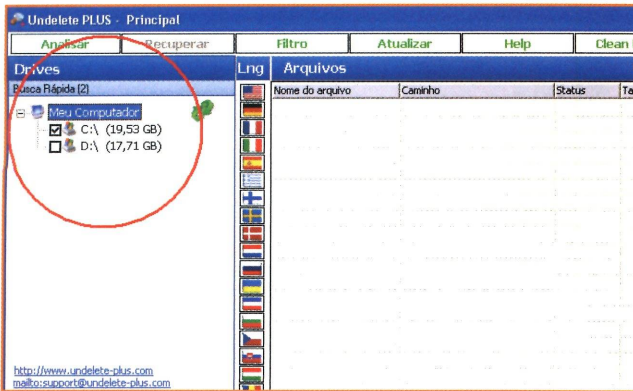 Undelete PLUS - Principal
Analisar Recuperar Filtro Atualizar Help Clean
Drives Lng Arquivos
Busca Rápida (2) Nome do arquivo Caminho Status Ta
Meu Computador
C:\ (19,53 GB)
D:\ (17,71 GB)
http://www.undelete-plus.com
mailto:support@undelete-plus.com